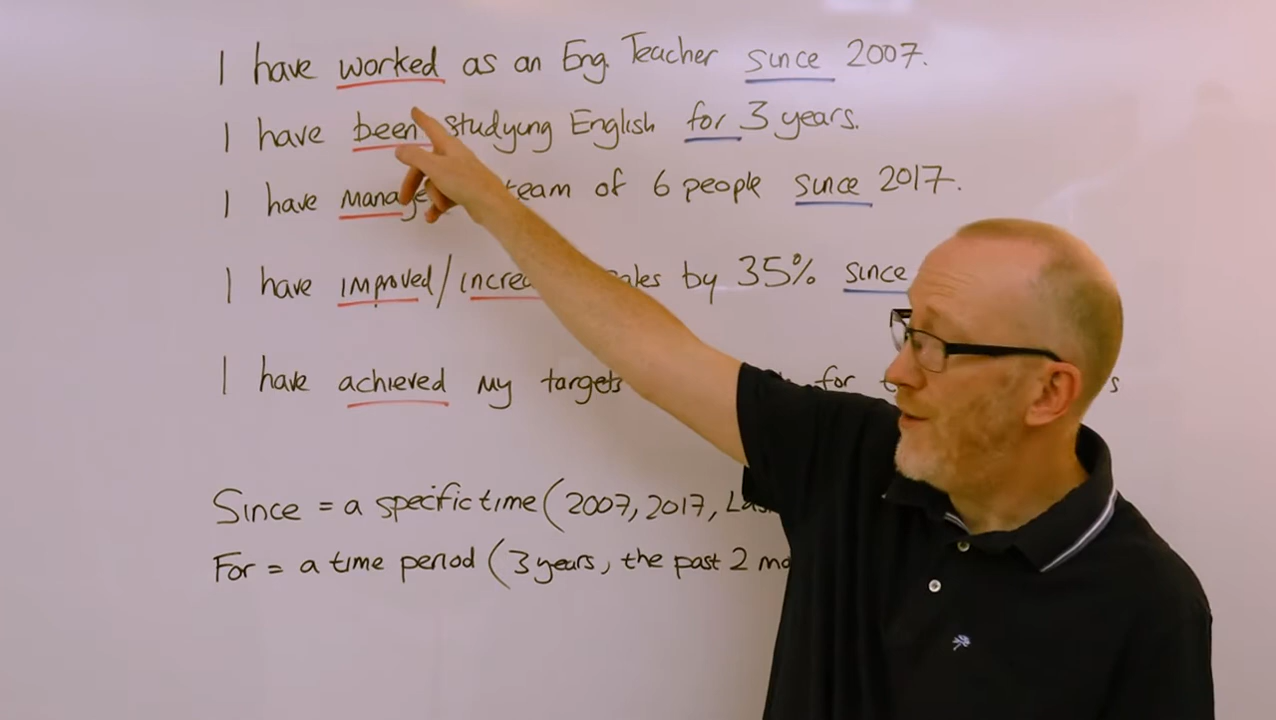 I have worked as an Eng. Teacher since 2007.
I have been studying English for 3 years.
I have team of 6 people since 2017.
I have improved/ by 35% since
I have achieved my targets for
Since = a specific time (2007, 2017,
For = a time period (3 years, the past 2